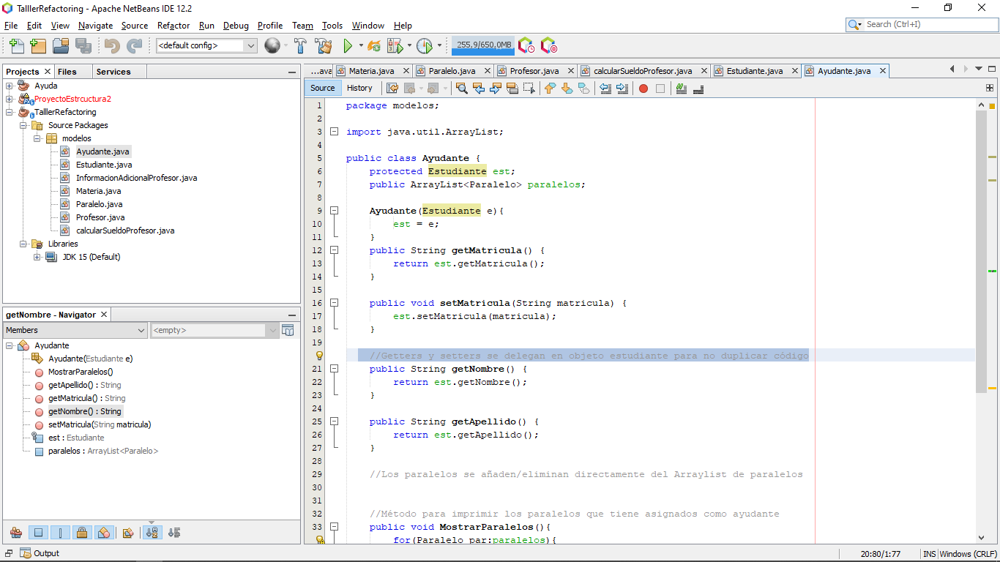 TalllerRefactoring - Apache NetBeans IDE 12.2
File Edit View Navigate Source Refactor Run Debug Profile Team Tools Window Help
Search (Ctrl+I)
<default config>
255,9/650,0MB
Projects Files Services
Ayuda
ProyectoEstrcuctura2
TalllerRefactoring
Source Packages
modelos
Ayudante.java
Estudiante.java
InformacionAdicionalProfesor.java
Materia.java
Paralelo.java
Profesor.java
calcularSueldoProfesor.java
Libraries
JDK 15 (Default)
getNombre - Navigator
Members
<empty>
Ayudante
Ayudante(Estudiante e)
MostrarParalelos()
getApellido() : String
getMatricula() : String
getNombre() : String
setMatricula(String matricula)
est : Estudiante
paralelos : ArrayList<Paralelo>
...ava Materia.java Paralelo.java Profesor.java calcularSueldoProfesor.java Estudiante.java Ayudante.java
Source History
1 package modelos;
2
3 import java.util.ArrayList;
4
5 public class Ayudante {
6 protected Estudiante est;
7 public ArrayList<Paralelo> paralelos;
8
9 Ayudante(Estudiante e){
10 est = e;
11 }
12 public String getMatricula() {
13 return est.getMatricula();
14 }
15
16 public void setMatricula(String matricula) {
17 est.setMatricula(matricula);
18 }
19
//Getters y setters se delegan en objeto estudiante para no duplicar código
21 public String getNombre() {
22 return est.getNombre();
23 }
24
25 public String getApellido() {
26 return est.getApellido();
27 }
28
29 //Los paralelos se añaden/eliminan directamente del Arraylist de paralelos
30
31
32 //Método para imprimir los paralelos que tiene asignados como ayudante
33 public void MostrarParalelos(){
for(Paralelo par:paralelos){
Output
20:80/1:77 INS Windows (CRLF)